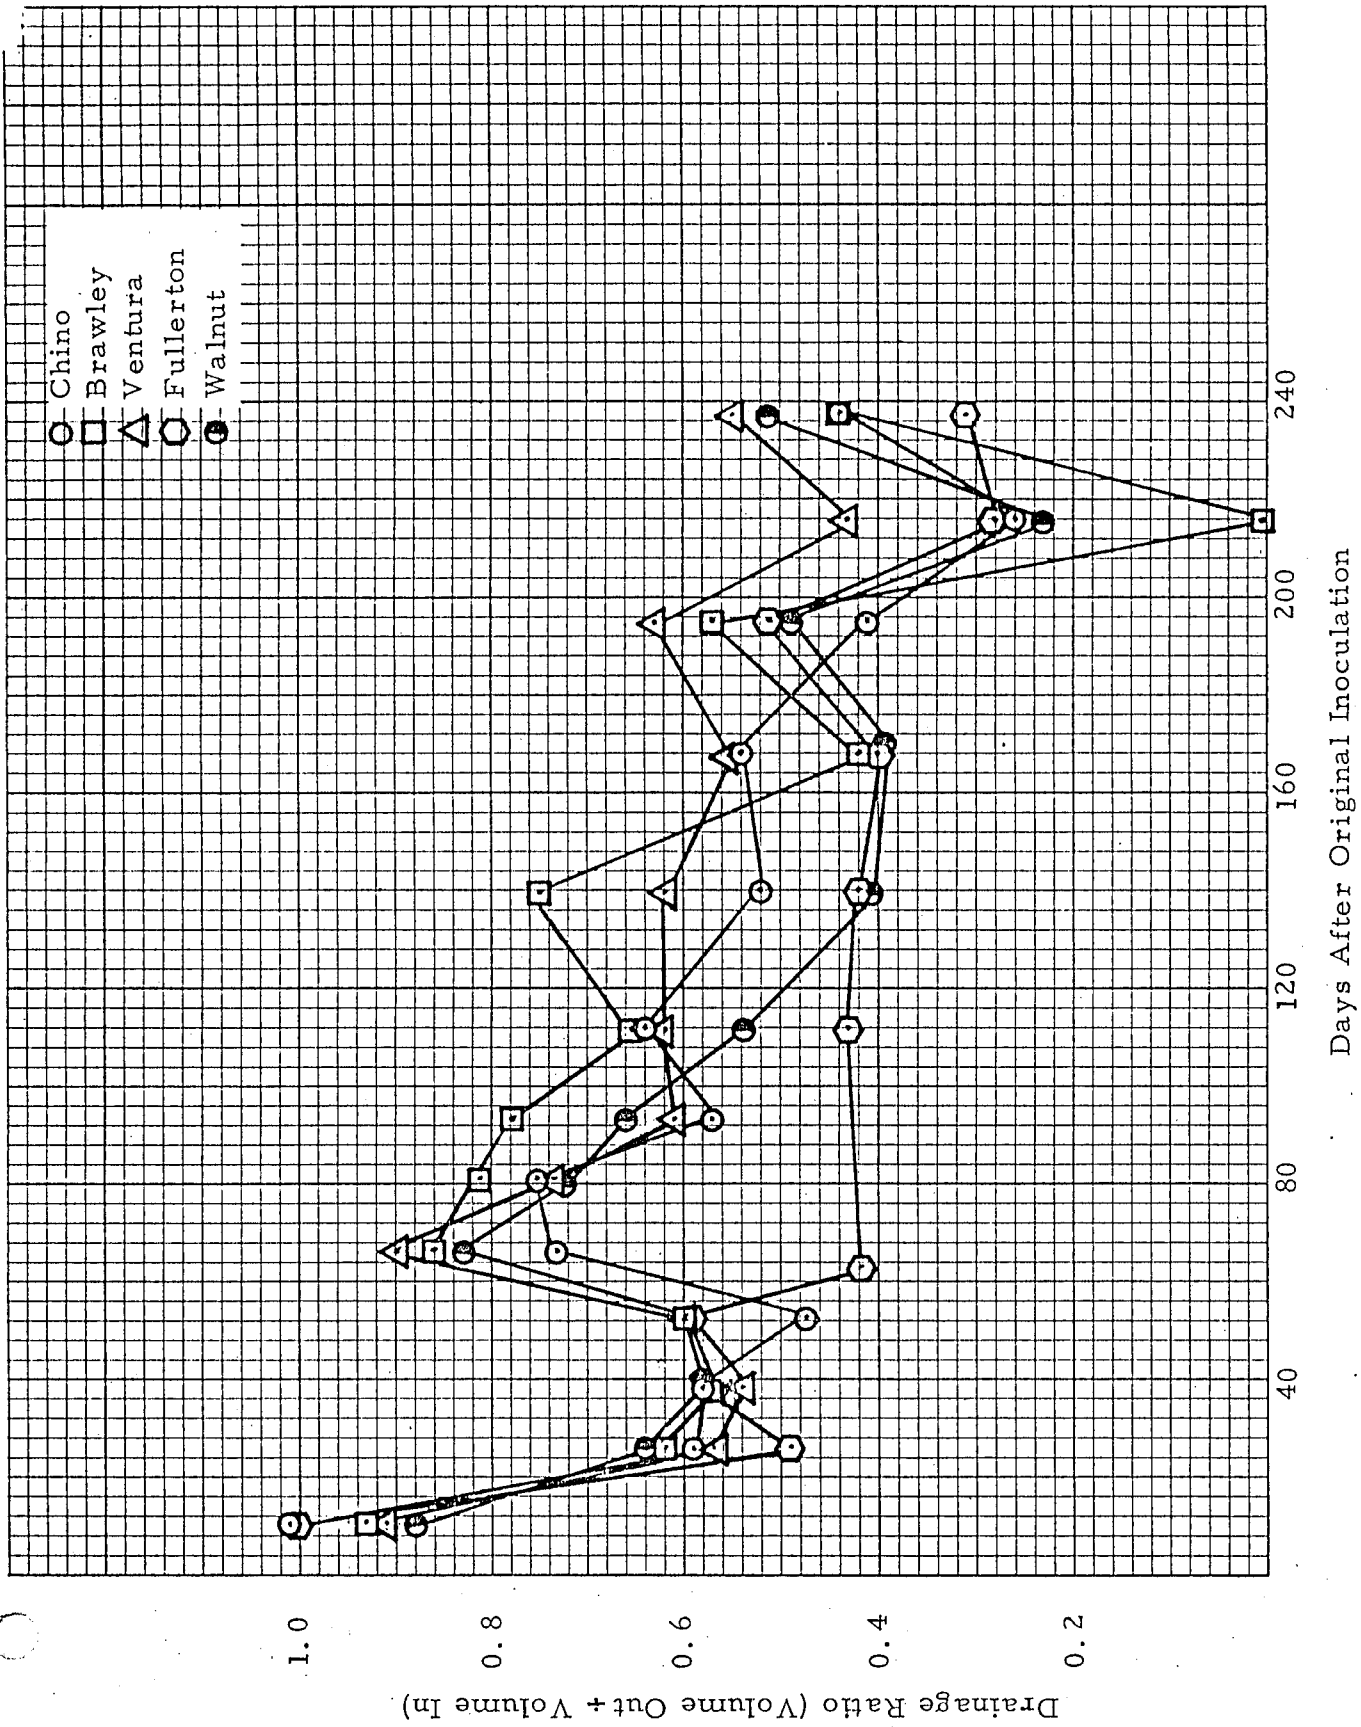 Chino
Brawley
Ventura
Fullerton
Walnut
1.0
0.8
0.6
0.4
0.2
Drainage Ratio (Volume Out ÷ Volume In)
40
80
120
160
200
240
Days After Original Inoculation